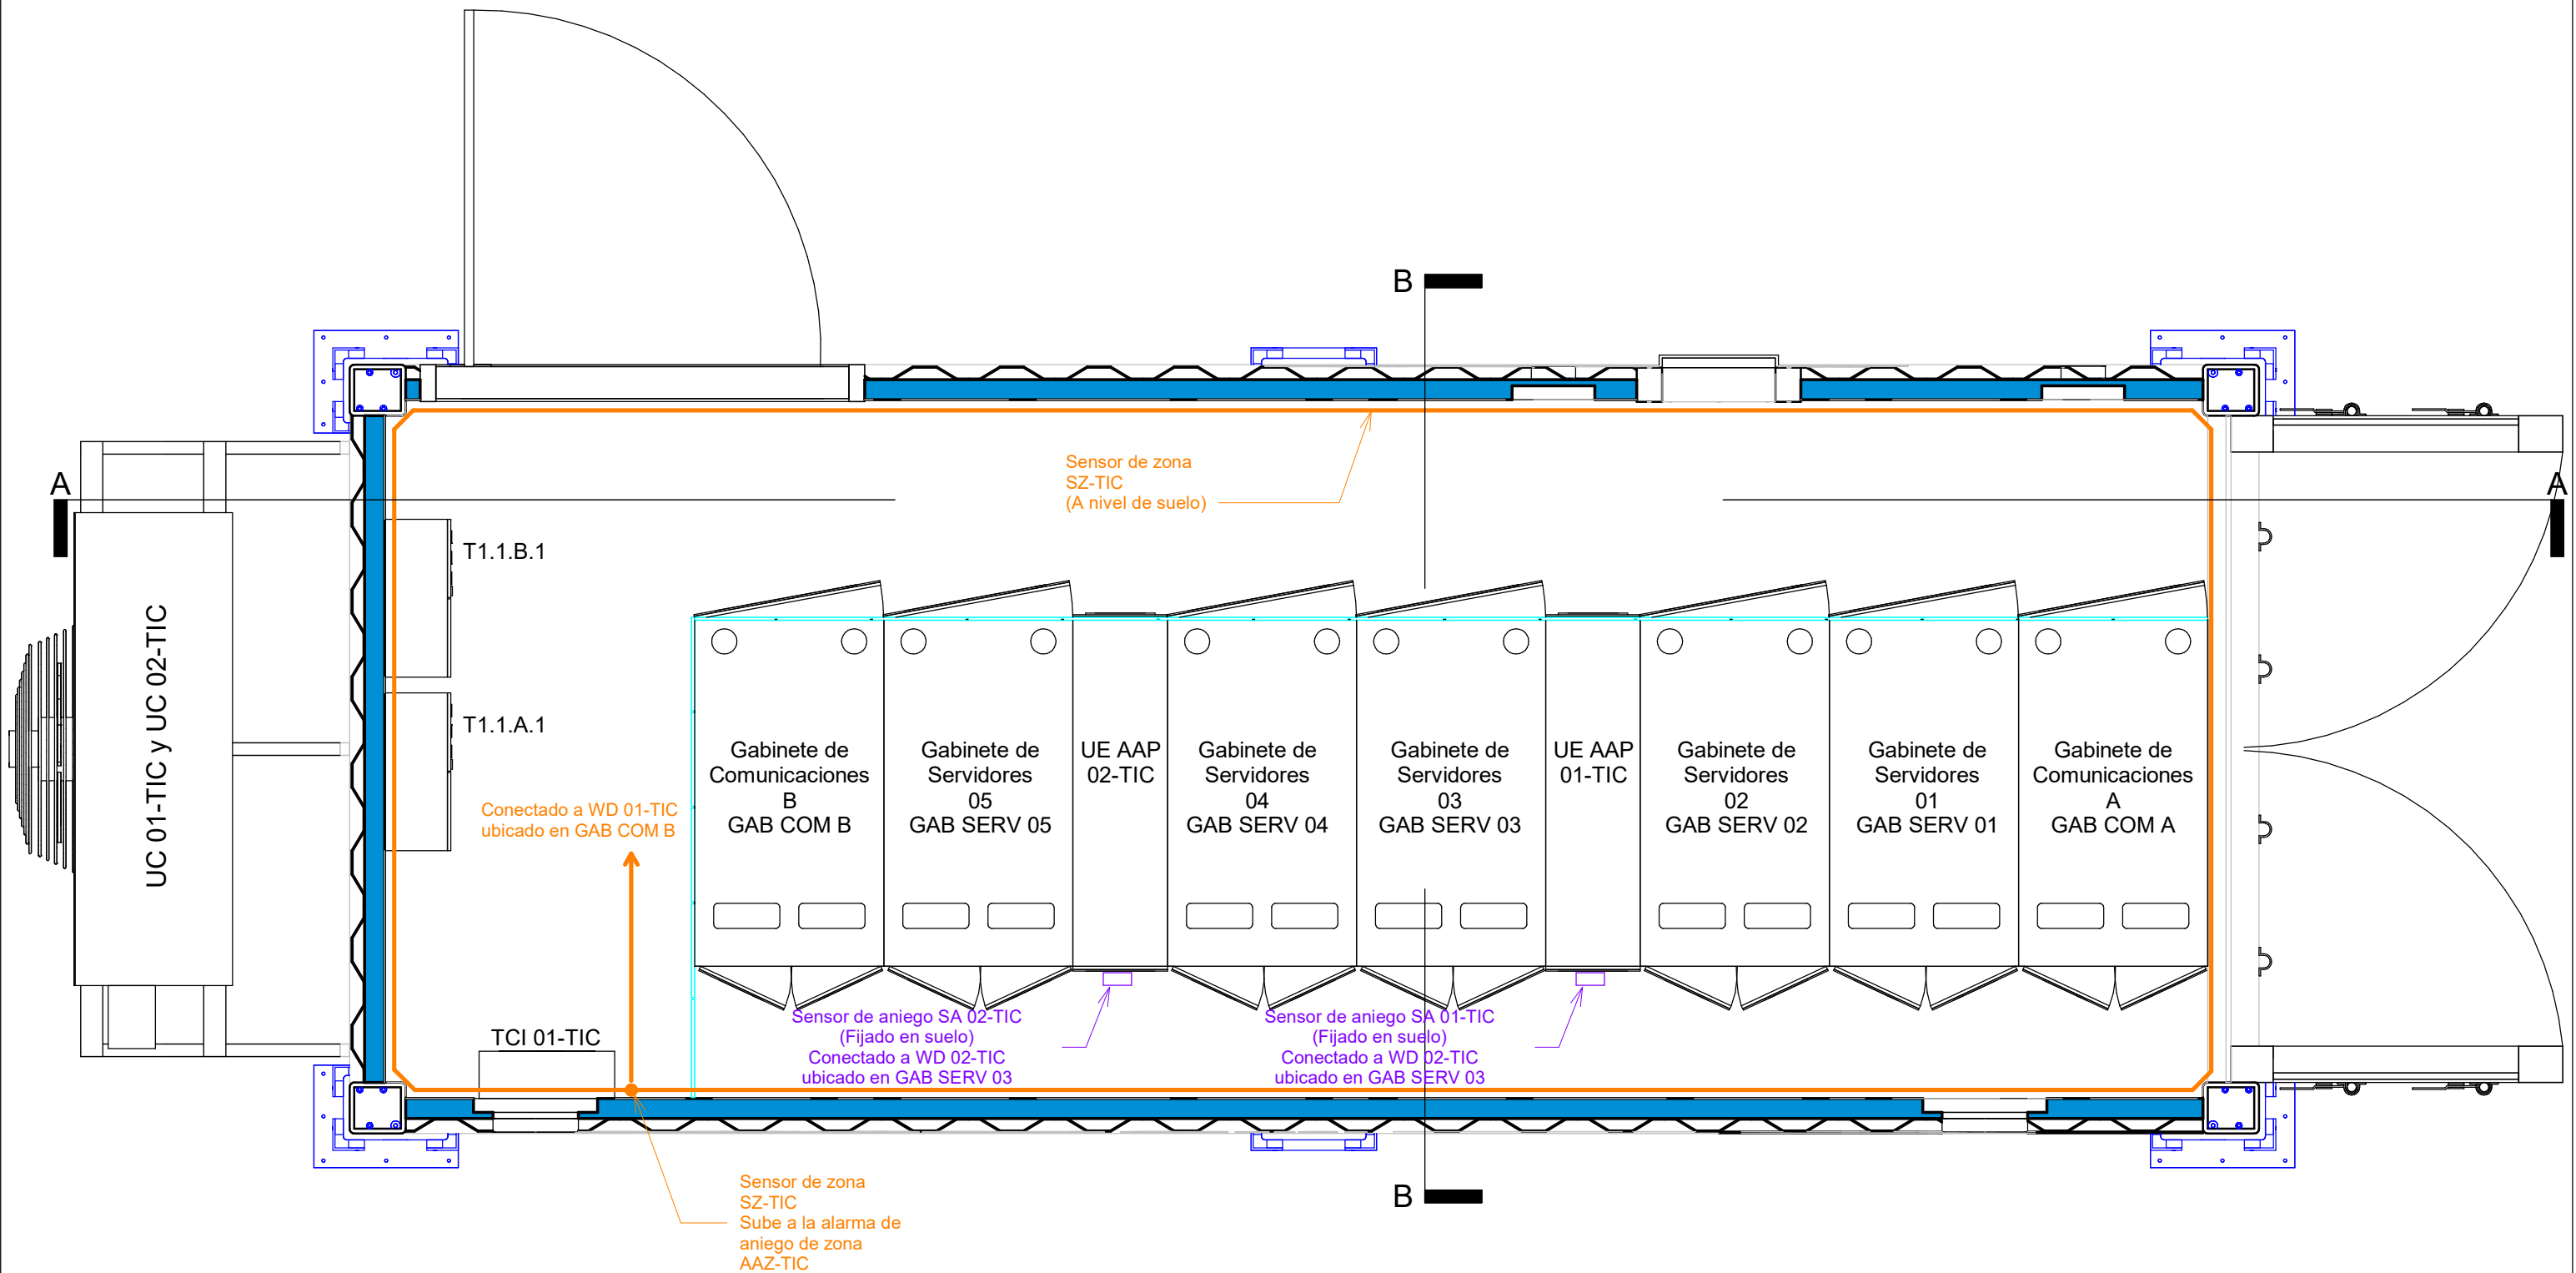 B
Sensor de zona
SZ-TIC
(A nivel de suelo)
A
A
T1.1.B.1
T1.1.A.1
UC 01-TIC y UC 02-TIC
Conectado a WD 01-TIC
ubicado en GAB COM B
Gabinete de
Comunicaciones
B
GAB COM B
Gabinete de
Servidores
05
GAB SERV 05
UE AAP
02-TIC
Gabinete de
Servidores
04
GAB SERV 04
Gabinete de
Servidores
03
GAB SERV 03
UE AAP
01-TIC
Gabinete de
Servidores
02
GAB SERV 02
Gabinete de
Servidores
01
GAB SERV 01
Gabinete de
Comunicaciones
A
GAB COM A
TCI 01-TIC
Sensor de aniego SA 02-TIC
(Fijado en suelo)
Conectado a WD 02-TIC
ubicado en GAB SERV 03
Sensor de aniego SA 01-TIC
(Fijado en suelo)
Conectado a WD 02-TIC
ubicado en GAB SERV 03
B
Sensor de zona
SZ-TIC
Sube a la alarma de
aniego de zona
AAZ-TIC